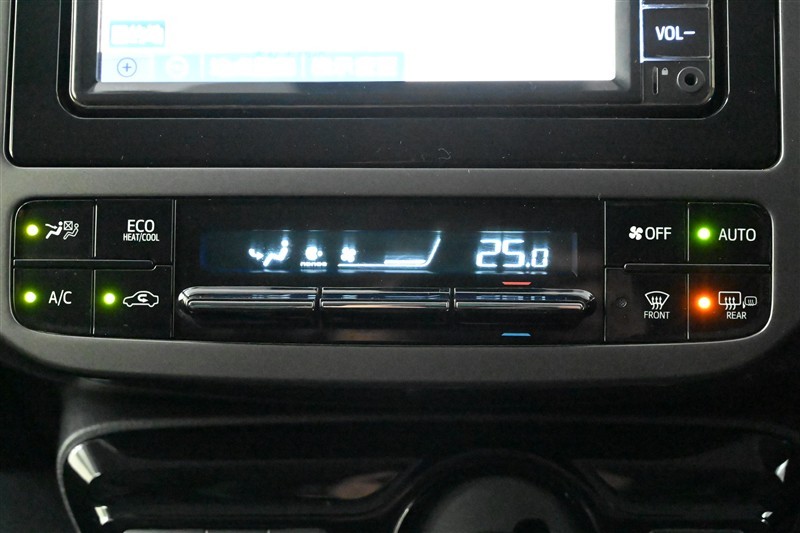 VOL−
ECO
HEAT/COOL
25.0
OFF
AUTO
A/C
FRONT
REAR